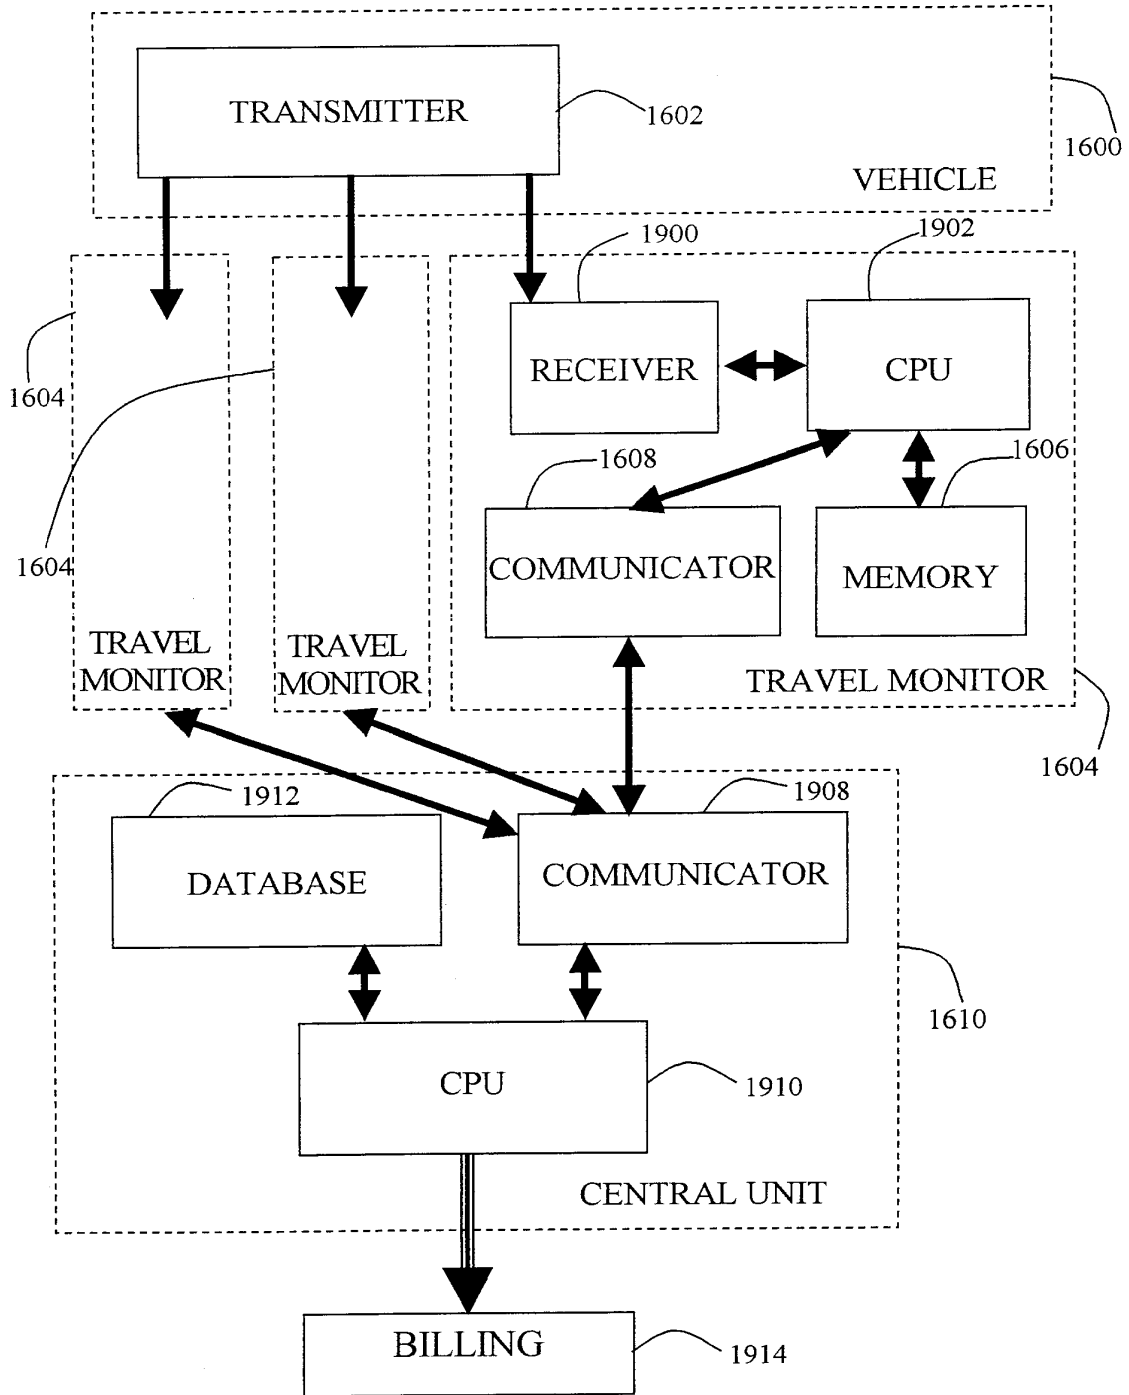 TRANSMITTER
1602
1600
VEHICLE
1900
1902
1604
RECEIVER
CPU
1608
1606
1604
COMMUNICATOR
MEMORY
TRAVEL
MONITOR
TRAVEL
MONITOR
TRAVEL MONITOR
1604
1912
1908
DATABASE
COMMUNICATOR
1610
CPU
1910
CENTRAL UNIT
BILLING
1914